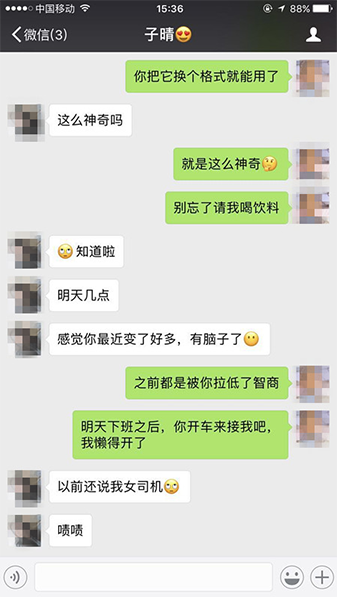 中国移动 15:36 88%
微信(3) 子晴😍
你把它换个格式就能用了
这么神奇吗
就是这么神奇🤔
别忘了请我喝饮料
🙄知道啦
明天几点
感觉你最近变了好多，有脑子了😶
之前都是被你拉低了智商
明天下班之后，你开车来接我吧，
我懒得开了
以前还说我女司机🙄
啧啧